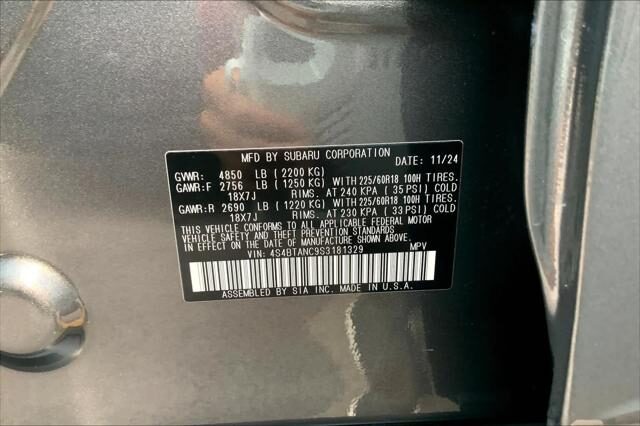 MFD BY SUBARU CORPORATION DATE: 11/24
GVWR: 4850 LB (2200 KG)
GAWR:F 2756 LB (1250 KG) WITH 225/60R18 100H TIRES.
18X7J RIMS. AT 240 KPA (35 PSI) COLD
GAWR:R 2690 LB (1220 KG) WITH 225/60R18 100H TIRES.
18X7J RIMS. AT 230 KPA (33 PSI) COLD
THIS VEHICLE CONFORMS TO ALL APPLICABLE FEDERAL MOTOR
VEHICLE SAFETY AND THEFT PREVENTION STANDARDS IN
EFFECT ON THE DATE OF MANUFACTURE SHOWN ABOVE.
VIN: 4S4BTANC9S3181329 MPV
ASSEMBLED BY SIA INC. MADE IN U.S.A.